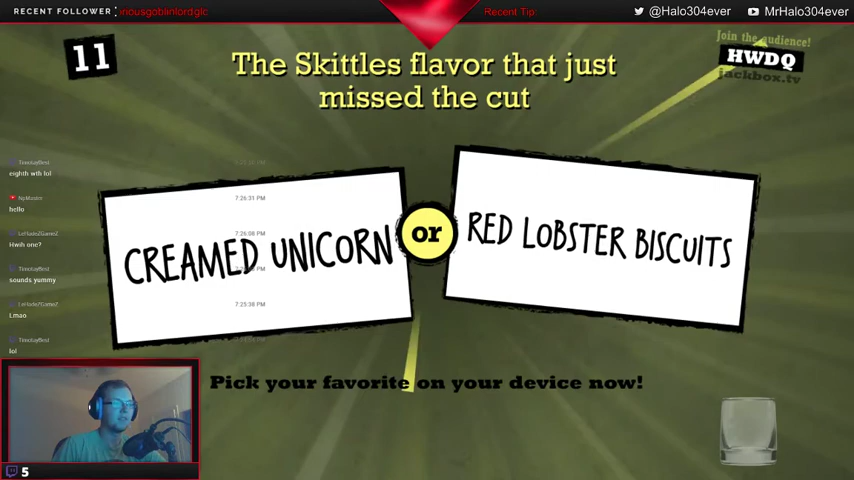 RECENT FOLLOWER
Recent Tip
@Halo304ever
MrHalo304ever
11
The Skittles flavor that just
missed the cut
Join the audience!
HWDQ
jackbox.tv
eighth wth lol
NpMaster
hello
Hwih one?
sounds yummy
Lmao
lol
7:26:31 PM
7:26:08 PM
7:25:38 PM
CREAMED UNICORN
or
RED LOBSTER BISCUITS
Pick your favorite on your device now!
5